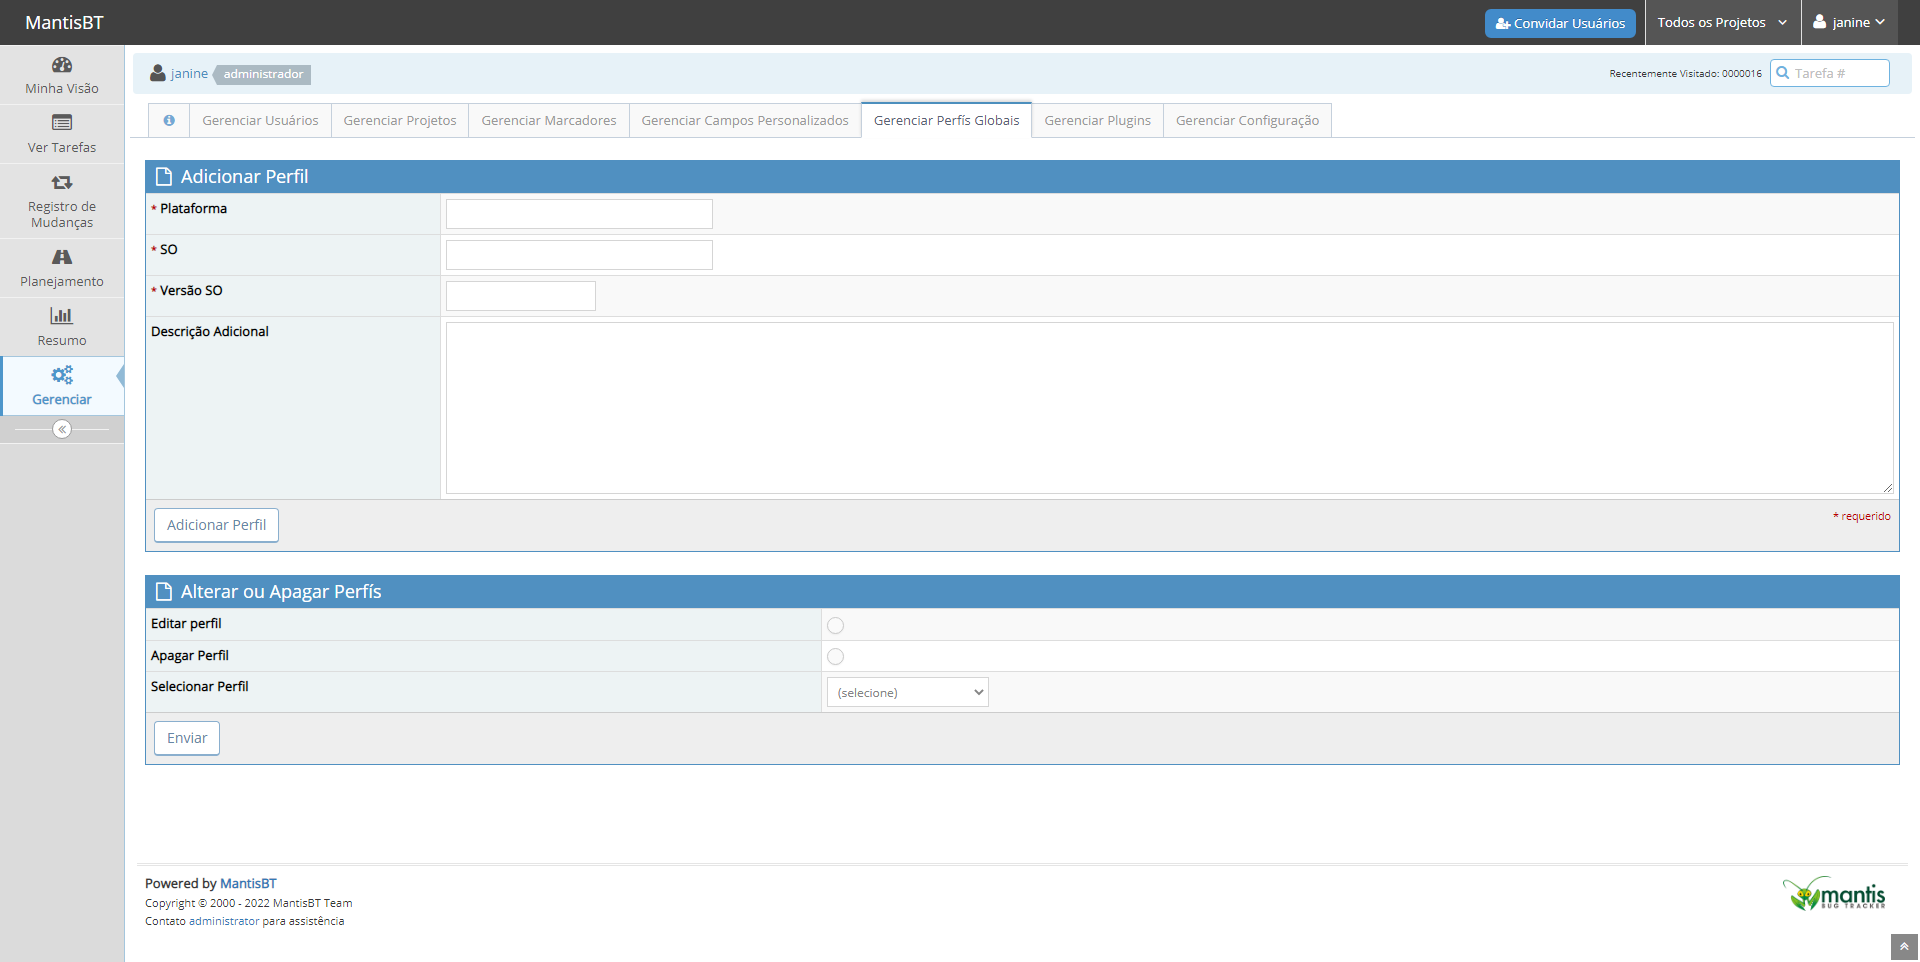 MantisBT
Convidar Usuários
Todos os Projetos
janine
Minha Visão
Ver Tarefas
Registro de
Mudanças
Planejamento
Resumo
Gerenciar
janine
administrador
Recentemente Visitado: 0000016
Tarefa #
Gerenciar Usuários
Gerenciar Projetos
Gerenciar Marcadores
Gerenciar Campos Personalizados
Gerenciar Perfís Globais
Gerenciar Plugins
Gerenciar Configuração
Adicionar Perfil
* Plataforma
* SO
* Versão SO
Descrição Adicional
Adicionar Perfil
* requerido
Alterar ou Apagar Perfís
Editar perfil
Apagar Perfil
Selecionar Perfil
(selecione)
Enviar
Powered by MantisBT
Copyright © 2000 - 2022 MantisBT Team
Contato administrator para assistência
mantis
BUG TRACKER